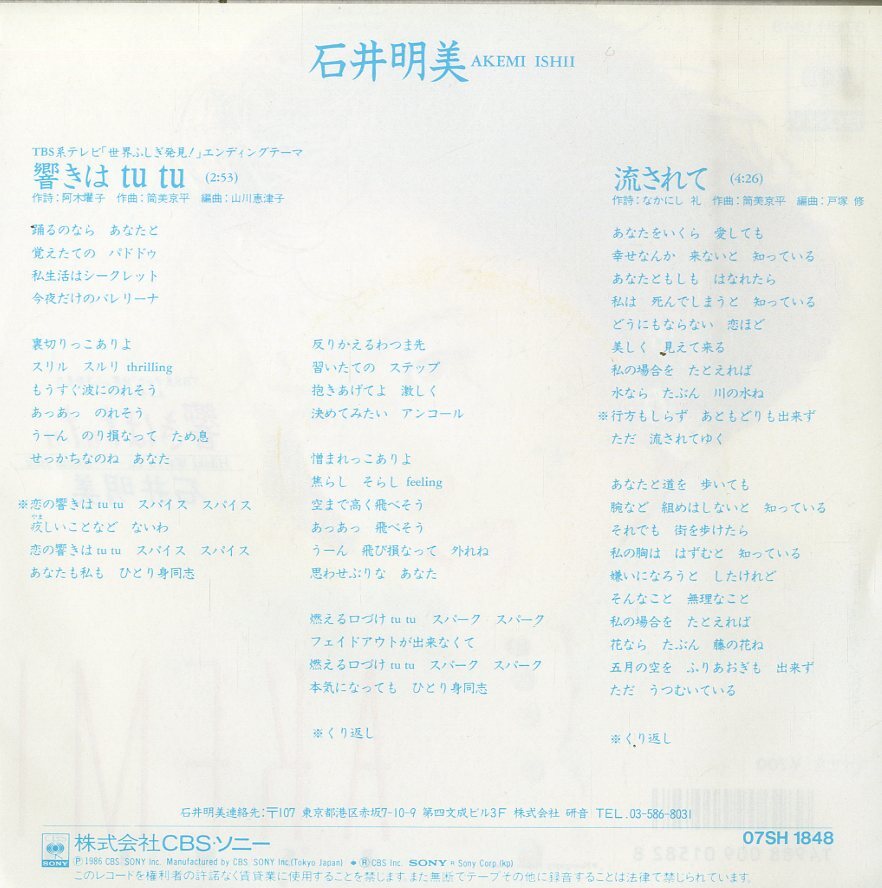 石井明美 AKEMI ISHII
TBS系テレビ「世界ふしぎ発見!」エンディングテーマ
響きは tu tu (2:53)
作詩:阿木燿子 作曲:筒美京平 編曲:山川恵津子
踊るのなら あなたと
覚えたての パドドゥ
私生活はシークレット
今夜だけのバレリーナ
裏切りっこありよ
スリル スルリ thrilling
もうすぐ波にのれそう
あっあっ のれそう
うーん のり損なって ため息
せっかちなのね あなた
※恋の響きは tu tu スパイス スパイス
疚しいことなど ないわ
恋の響きは tu tu スパイス スパイス
あなたも私も ひとり身同志
反りかえるわつま先
習いたての ステップ
抱きあげてよ 激しく
決めてみたい アンコール
憎まれっこありよ
焦らし そらし feeling
空まで高く飛べそう
あっあっ 飛べそう
うーん 飛び損なって 外れね
思わせぶりな あなた
燃える口づけ tu tu スパーク スパーク
フェイドアウトが出来なくて
燃える口づけ tu tu スパーク スパーク
本気になっても ひとり身同志
※くり返し
流されて (4:26)
作詩:なかにし 礼 作曲:筒美京平 編曲:戸塚 修
あなたをいくら 愛しても
幸せなんか 来ないと 知っている
あなたともしも はなれたら
私は 死んでしまうと 知っている
どうにもならない 恋ほど
美しく 見えて来る
私の場合を たとえれば
水なら たぶん 川の水ね
※行方もしらず あともどりも出来ず
ただ 流されてゆく
あなたと道を 歩いても
腕など 組めはしないと 知っている
それでも 街を歩けたら
私の胸は はずむと 知っている
嫌いになろうと したけれど
そんなこと 無理なこと
私の場合を たとえれば
花なら たぶん 藤の花ね
五月の空を ふりあおぎも 出来ず
ただ うつむいている
※くり返し
石井明美連絡先:〒107 東京都港区赤坂7-10-9 第四文成ビル3F 株式会社 研音 TEL.03-586-8031
SONY 株式会社CBS・ソニー 07SH 1848
Ⓟ1986 CBS SONY Inc. Manufactured by CBS SONY Inc.(Tokyo Japan) ● Ⓡ CBS Inc. SONY Ⓡ Sony Corp.(kp)
このレコードを権利者の許諾なく賃貸業に使用することを禁じます。また無断でテープその他に録音することは法律で禁じられています。